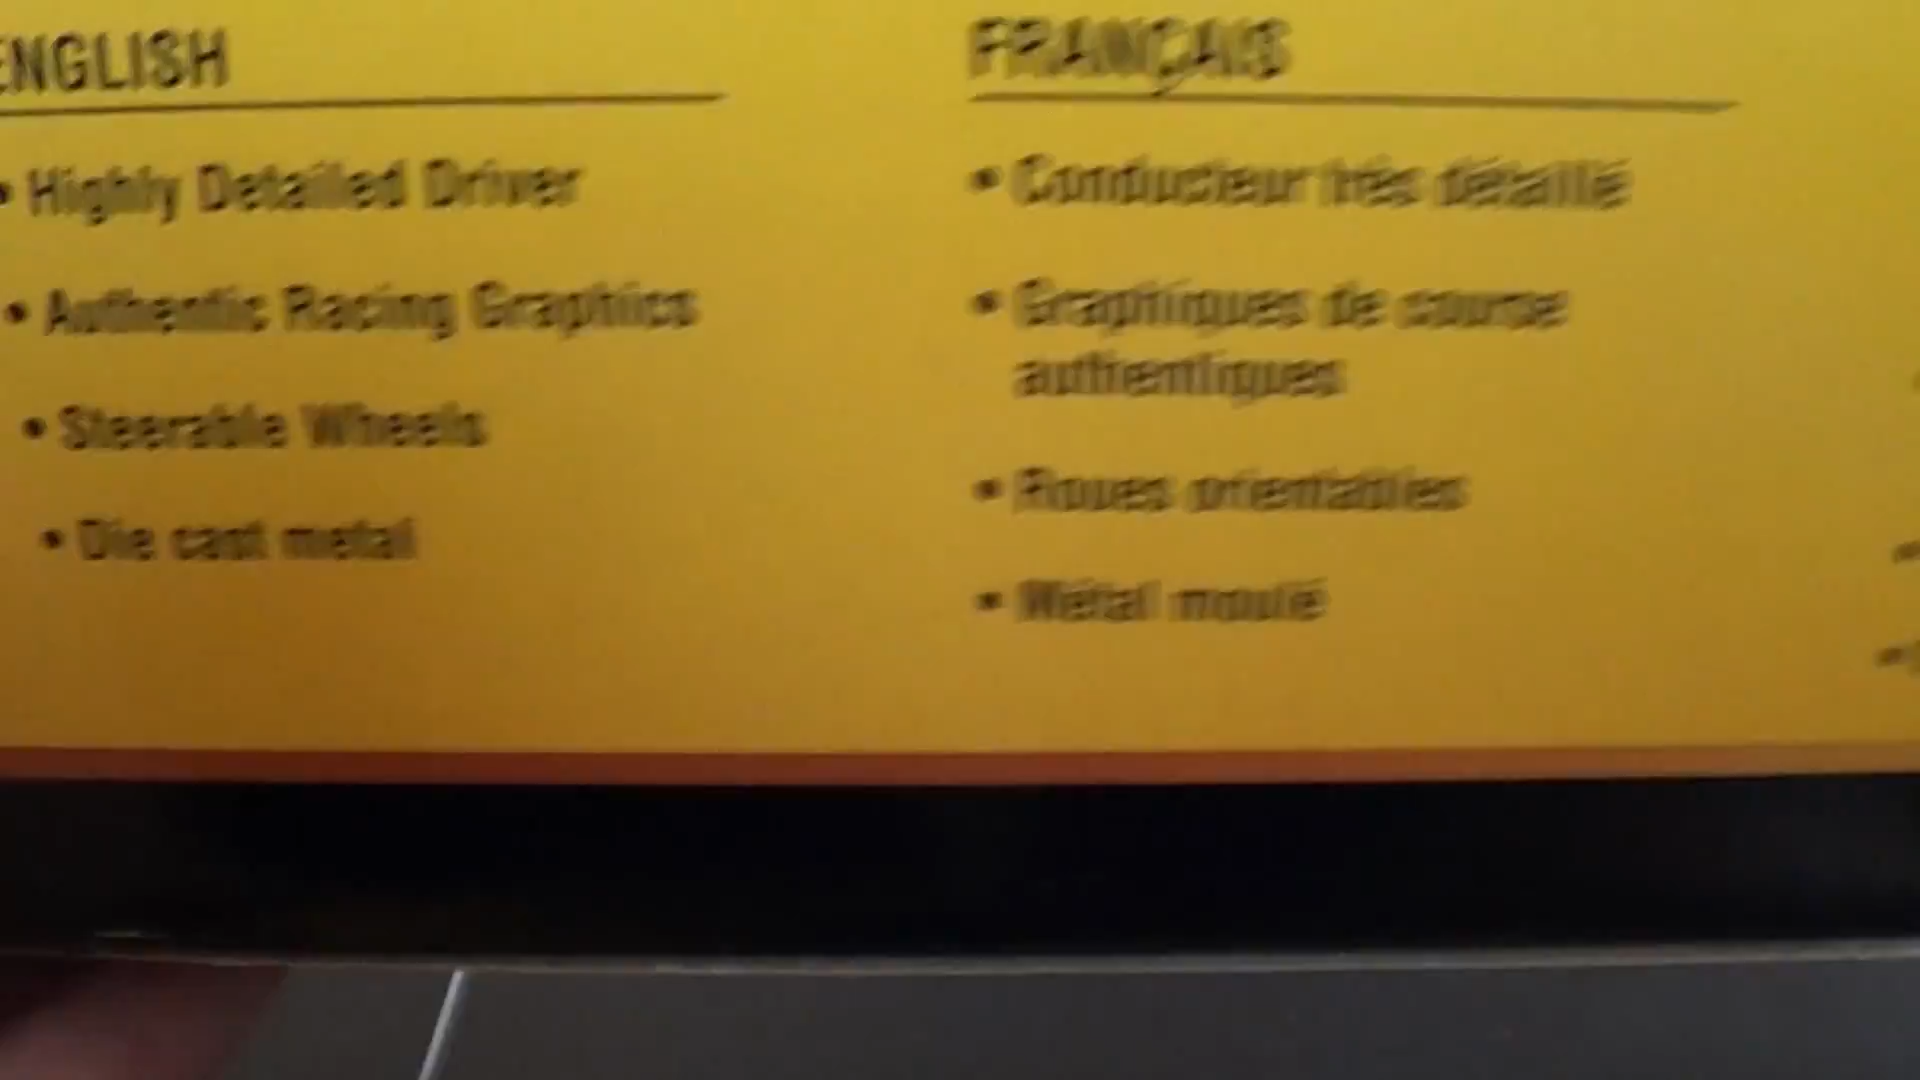 ENGLISH
• Highly Detailed Driver
• Authentic Racing Graphics
• Steerable Wheels
• Die cast metal
FRANÇAIS
• Conducteur très détaillé
• Graphiques de course
authentiques
• Roues orientables
• Métal moulé